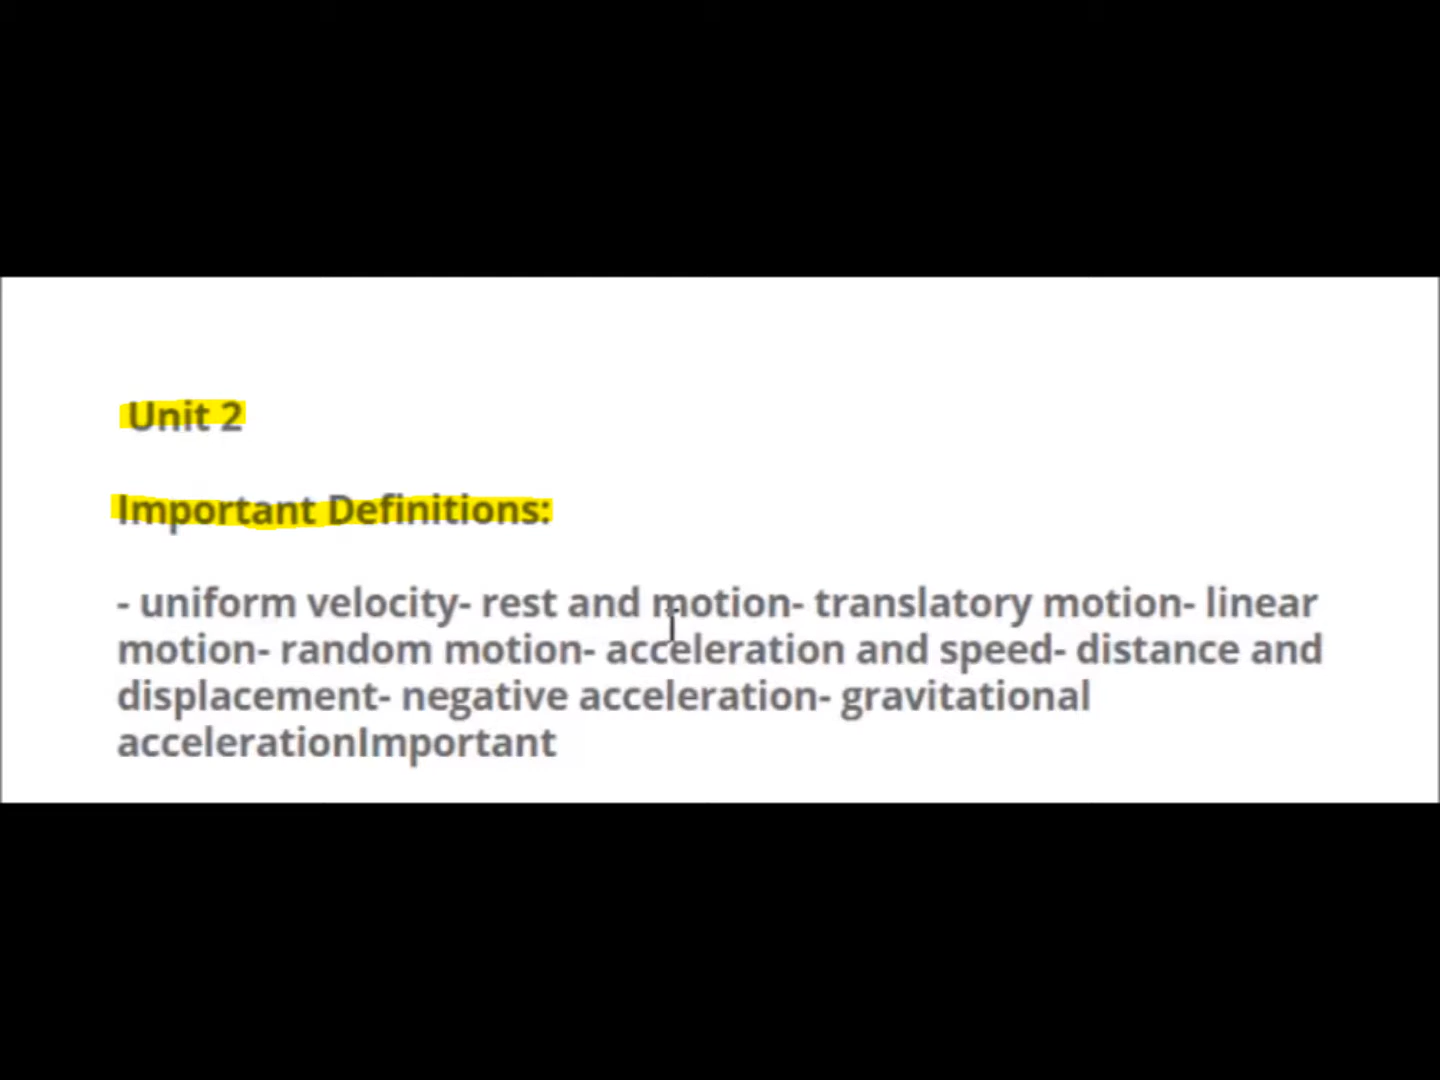 Unit 2
Important Definitions:
- uniform velocity- rest and motion- translatory motion- linear
motion- random motion- acceleration and speed- distance and
displacement- negative acceleration- gravitational
accelerationImportant